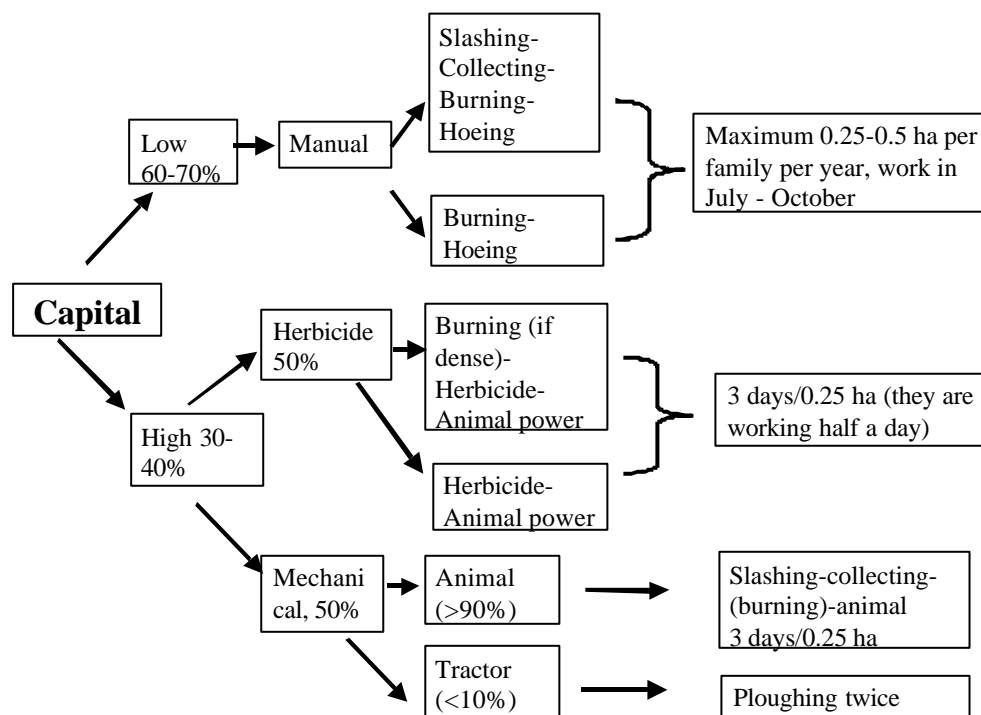 Slashing-
Collecting-
Burning-
Hoeing
Low
60-70%
Manual
Maximum 0.25-0.5 ha per
family per year, work in
July - October
Burning-
Hoeing
Capital
Herbicide
50%
Burning (if
dense)-
Herbicide-
Animal power
3 days/0.25 ha (they are
working half a day)
High 30-
40%
Herbicide-
Animal power
Mechani
cal, 50%
Animal
(>90%)
Slashing-collecting-
(burning)-animal
3 days/0.25 ha
Tractor
(<10%)
Ploughing twice